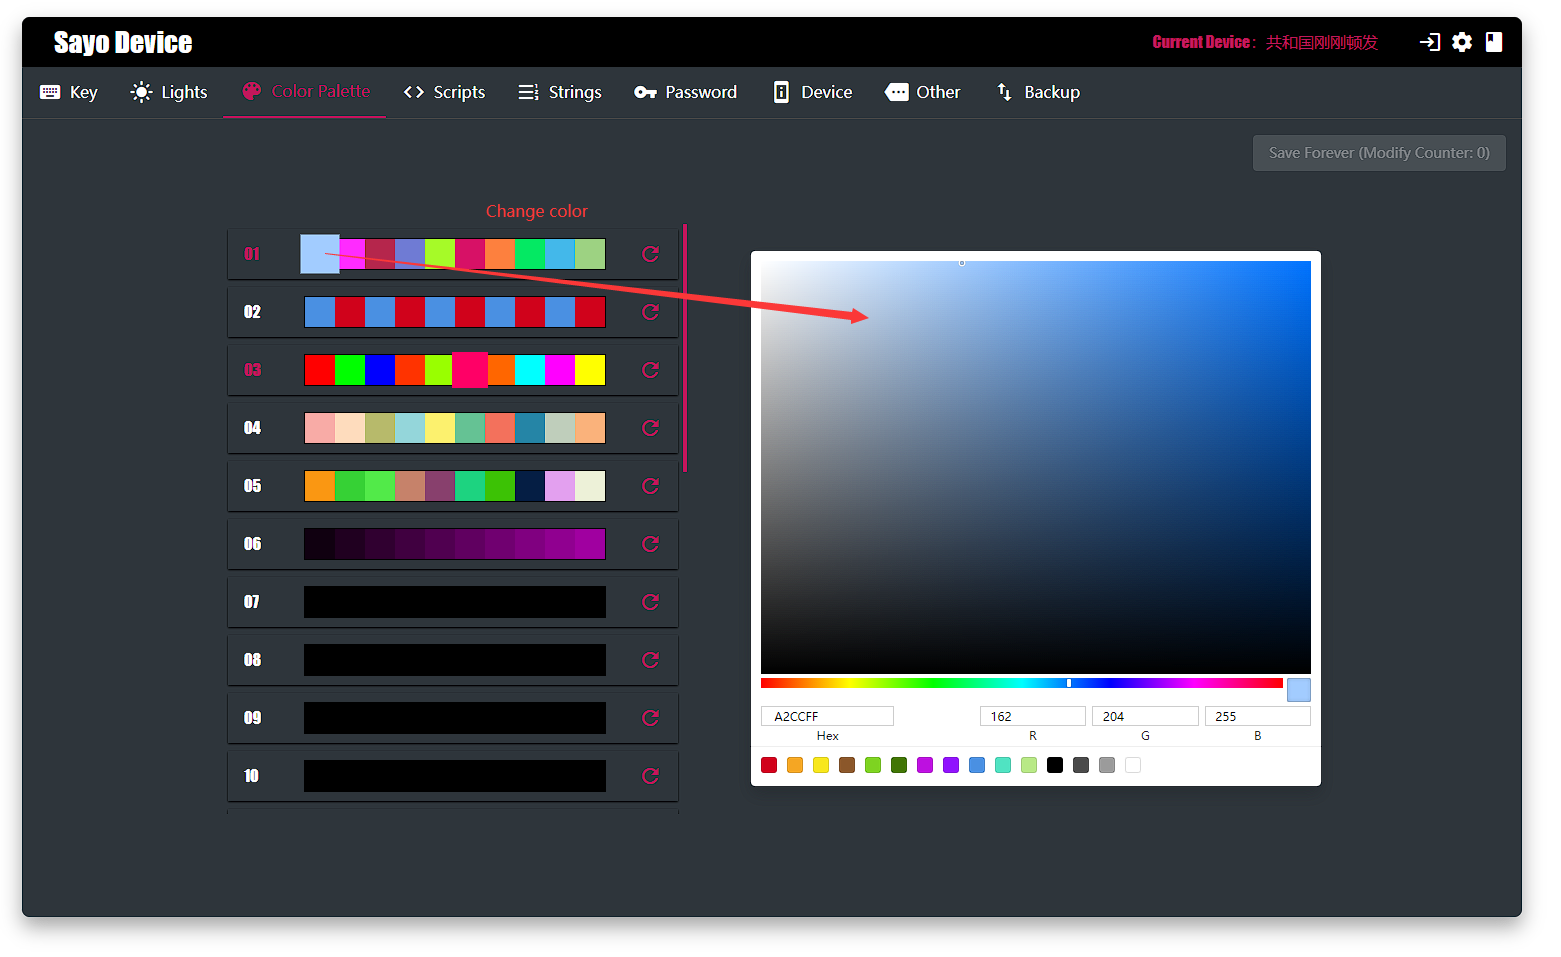 Sayo Device
Current Device：共和国刚刚顿发
Key
Lights
Color Palette
Scripts
Strings
Password
Device
Other
Backup
Save Forever (Modify Counter: 0)
Change color
01
02
03
04
05
06
07
08
09
10
A2CCFF
162
204
255
Hex
R
G
B